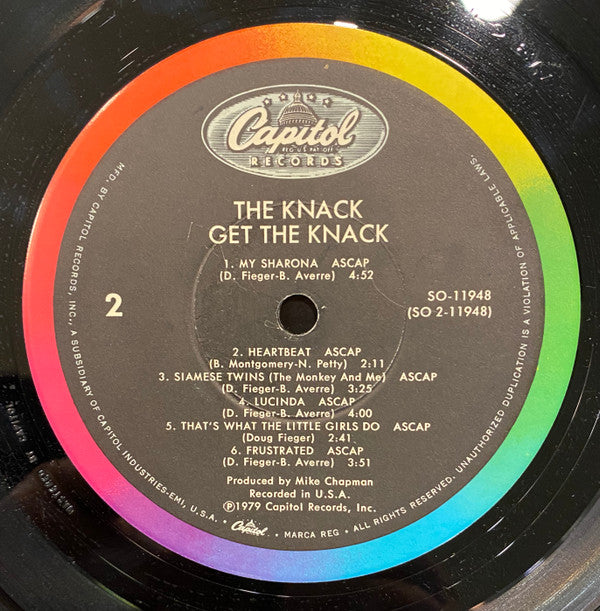 Capitol
REG. U.S. PAT. OFF.
RECORDS
THE KNACK
GET THE KNACK
1. MY SHARONA ASCAP
(D. Fieger-B. Averre) 4:52
2
SO-11948
(SO 2-11948)
2. HEARTBEAT ASCAP
(B. Montgomery-N. Petty) 2:11
3. SIAMESE TWINS (The Monkey And Me) ASCAP
(D. Fieger-B. Averre) 3:25
4. LUCINDA ASCAP
(D. Fieger-B. Averre) 4:00
5. THAT'S WHAT THE LITTLE GIRLS DO ASCAP
(Doug Fieger) 2:41
6. FRUSTRATED ASCAP
(D. Fieger-B. Averre) 3:51
Produced by Mike Chapman
Recorded in U.S.A.
Ⓟ1979 Capitol Records, Inc.
MFD. BY CAPITOL RECORDS, INC., A SUBSIDIARY OF CAPITOL INDUSTRIES-EMI, U.S.A. • Capitol • MARCA REG • ALL RIGHTS RESERVED. UNAUTHORIZED DUPLICATION IS A VIOLATION OF APPLICABLE LAWS.